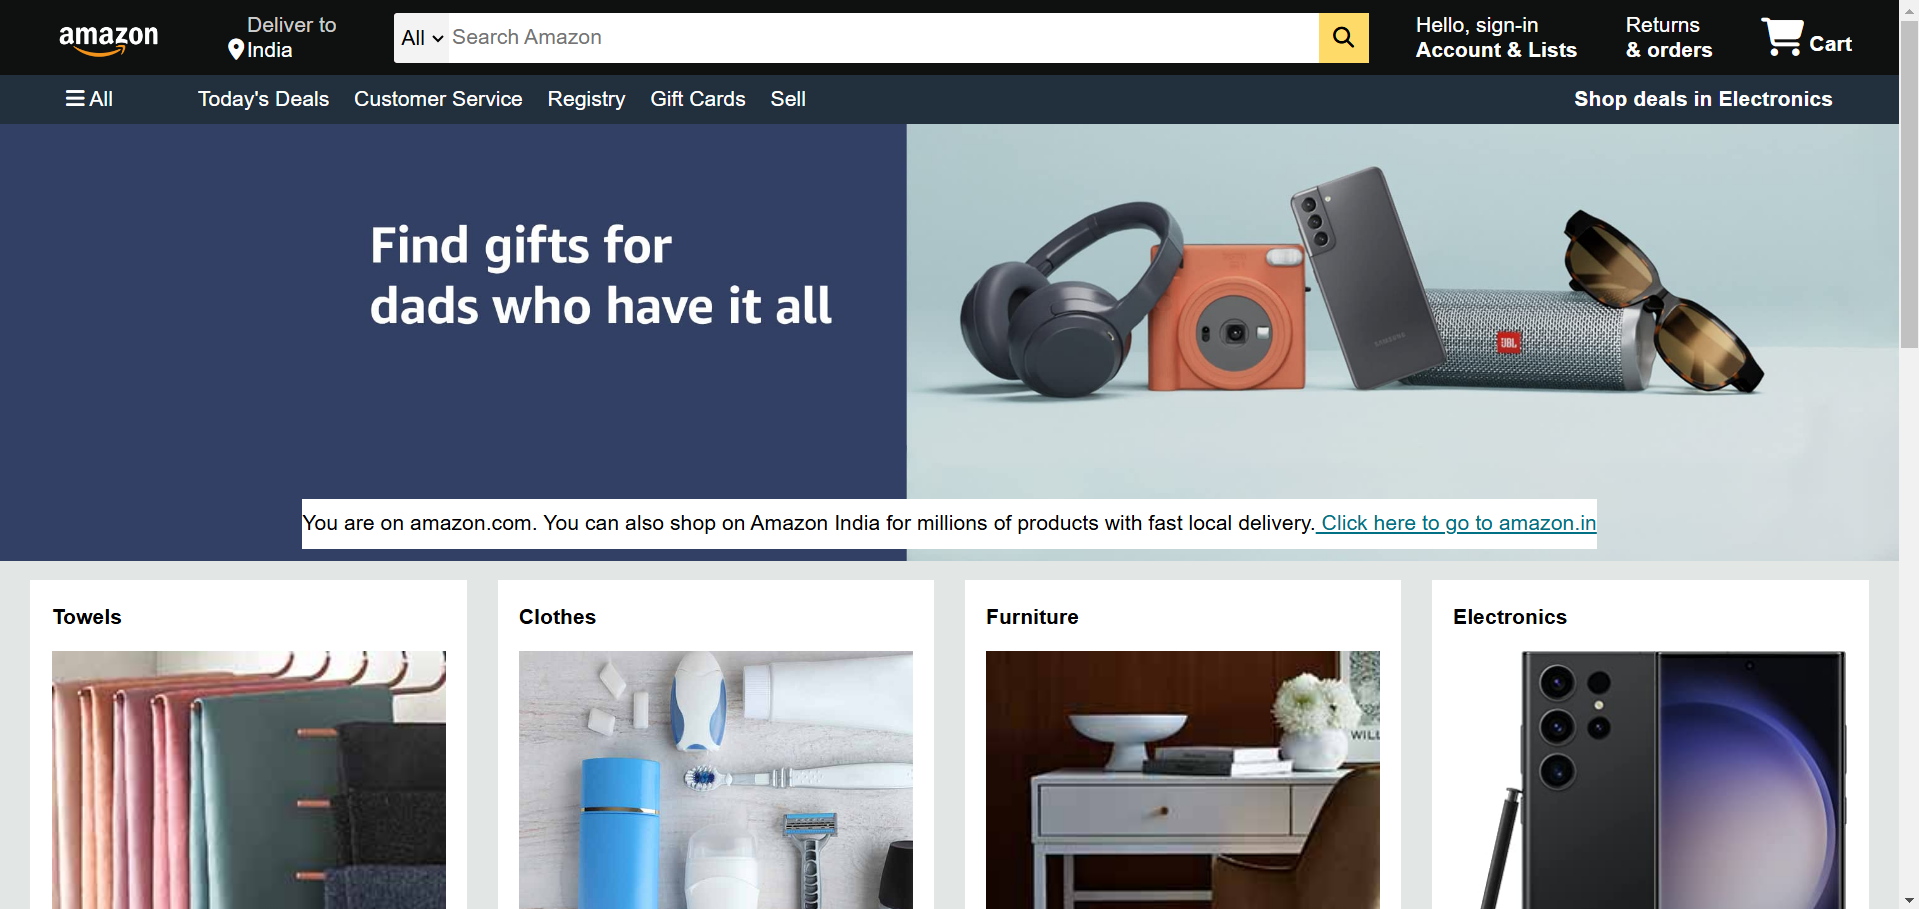 amazon
Deliver to
India
All
Search Amazon
Hello, sign-in
Account & Lists
Returns
& orders
Cart
All
Today's Deals
Customer Service
Registry
Gift Cards
Sell
Shop deals in Electronics
Find gifts for
dads who have it all
SAMSUNG
JBL
You are on amazon.com. You can also shop on Amazon India for millions of products with fast local delivery. Click here to go to amazon.in
Towels
Clothes
Furniture
Electronics
WILL